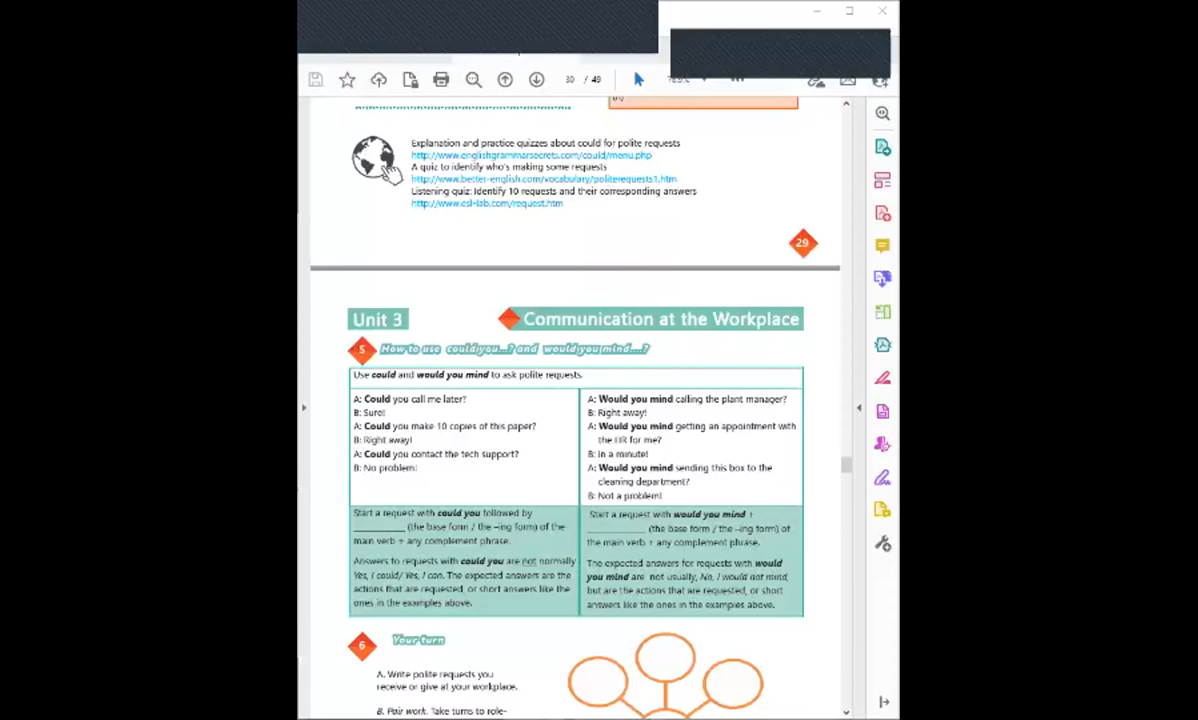 30 / 49
Explanation and practice quizzes about could for polite requests
http://www.englishgrammarsecrets.com/could/menu.php
A quiz to identify who's making some requests
http://www.better-english.com/vocabulary/politerequests1.htm
Listening quiz: Identify 10 requests and their corresponding answers
http://www.esl-lab.com/request.htm
29
Unit 3
Communication at the Workplace
5 How to use could you...? and would you mind....?
Use could and would you mind to ask polite requests.
A: Could you call me later?
B: Sure!
A: Could you make 10 copies of this paper?
B: Right away!
A: Could you contact the tech support?
B: No problem!
A: Would you mind calling the plant manager?
B: Right away!
A: Would you mind getting an appointment with
the HR for me?
B: In a minute!
A: Would you mind sending this box to the
cleaning department?
B: Not a problem!
Start a request with could you followed by
__________ (the base form / the –ing form) of the
main verb + any complement phrase.
Answers to requests with could you are not normally
Yes, I could/ Yes, I can. The expected answers are the
actions that are requested, or short answers like the
ones in the examples above.
Start a request with would you mind +
____________ (the base form / the –ing form) of
the main verb + any complement phrase.
The expected answers for requests with would
you mind are not usually, No, I would not mind,
but are the actions that are requested, or short
answers like the ones in the examples above.
6 Your turn
A. Write polite requests you
receive or give at your workplace.
B. Pair work. Take turns to role-